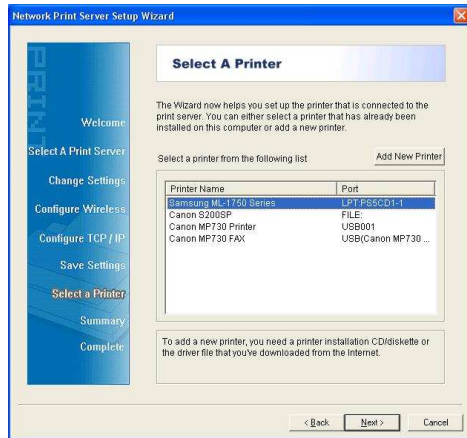 Network Print Server Setup Wizard
PRINT
Select A Printer
Welcome
Select A Print Server
Change Settings
Configure Wireless
Configure TCP / IP
Save Settings
Select a Printer
Summary
Complete
The Wizard now helps you set up the printer that is connected to the
print server. You can either select a printer that has already been
installed on this computer or add a new printer.
Select a printer from the following list
Add New Printer
Printer Name Port
Samsung ML-1750 Series LPT:PS5CD1-1
Canon S200SP FILE:
Canon MP730 Printer USB001
Canon MP730 FAX USB(Canon MP730 ...
To add a new printer, you need a printer installation CD/diskette or
the driver file that you've downloaded from the Internet.
< Back Next > Cancel